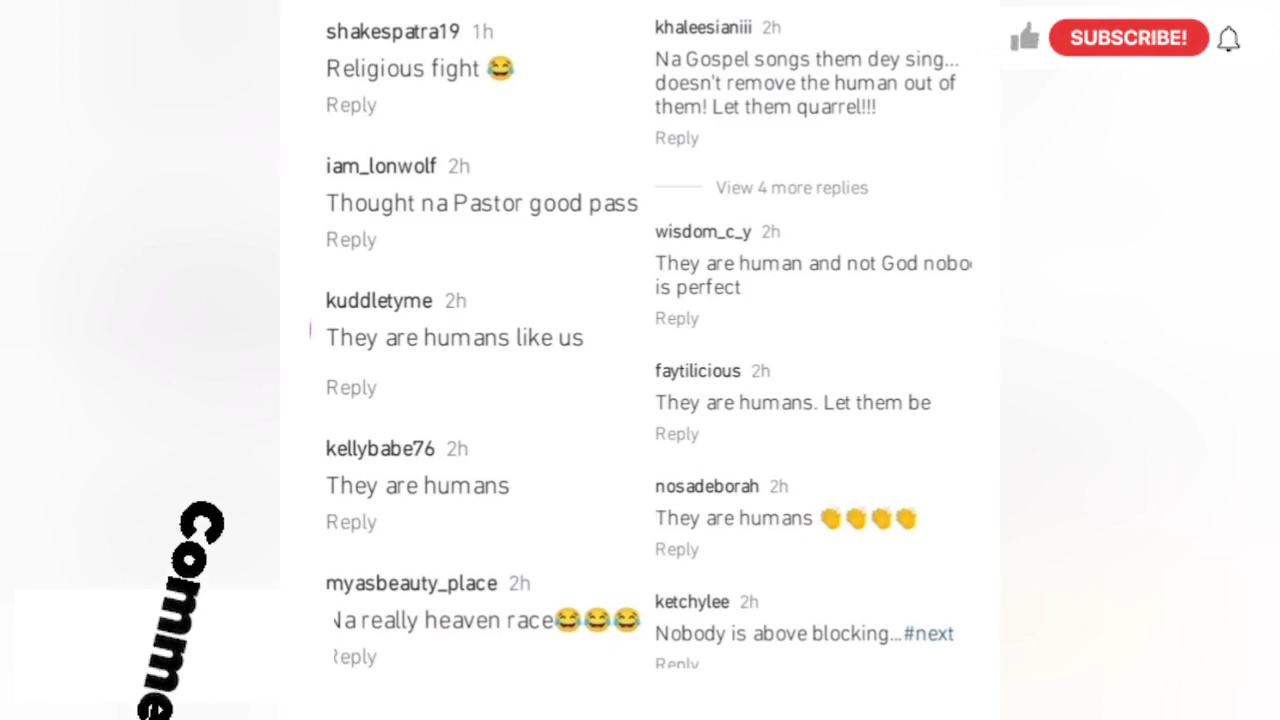 shakespatra19 1h
Religious fight 😂
Reply
iam_lonwolf 2h
Thought na Pastor good pass
Reply
kuddletyme 2h
They are humans like us
Reply
kellybabe76 2h
They are humans
Reply
myasbeauty_place 2h
Na really heaven race😂😂😂
Reply
khaleesianiii 2h
Na Gospel songs them dey sing...
doesn't remove the human out of
them! Let them quarrel!!!
Reply
View 4 more replies
wisdom_c_y 2h
They are human and not God
is perfect
Reply
faytilicious 2h
They are humans. Let them be
Reply
nosadeborah 2h
They are humans 👏👏👏👏
Reply
ketchylee 2h
Nobody is above blocking...#next
Reply
SUBSCRIBE!
Comme